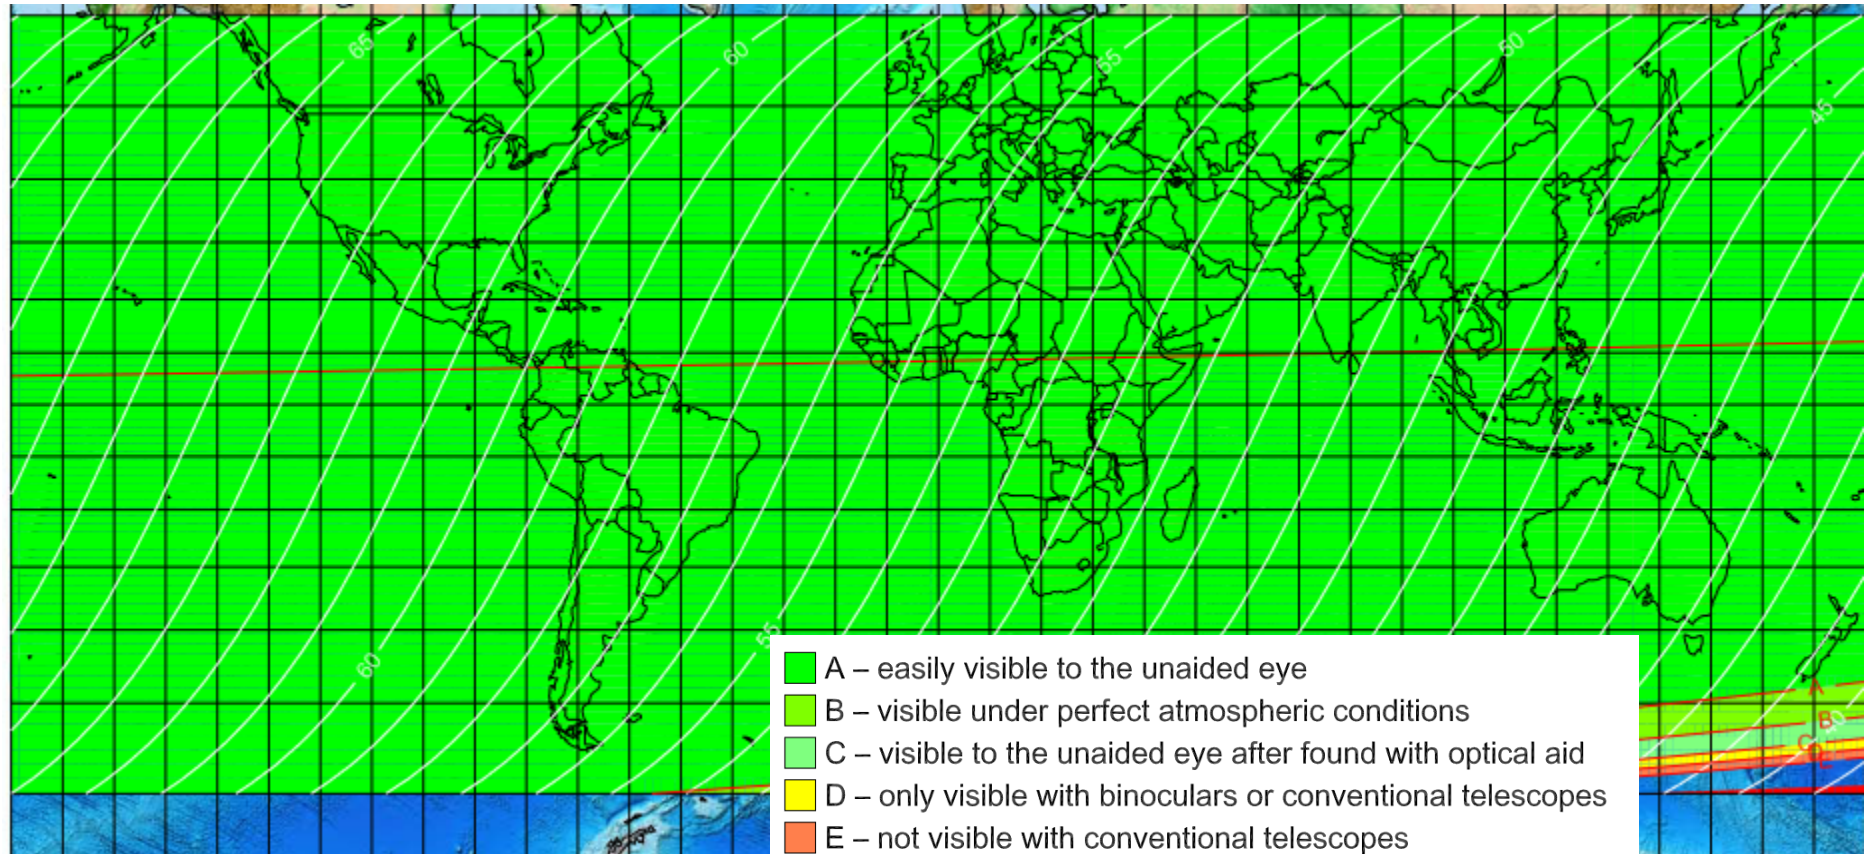 65
60
55
50
45
60
55
A – easily visible to the unaided eye
B – visible under perfect atmospheric conditions
C – visible to the unaided eye after found with optical aid
D – only visible with binoculars or conventional telescopes
E – not visible with conventional telescopes
A
B
C